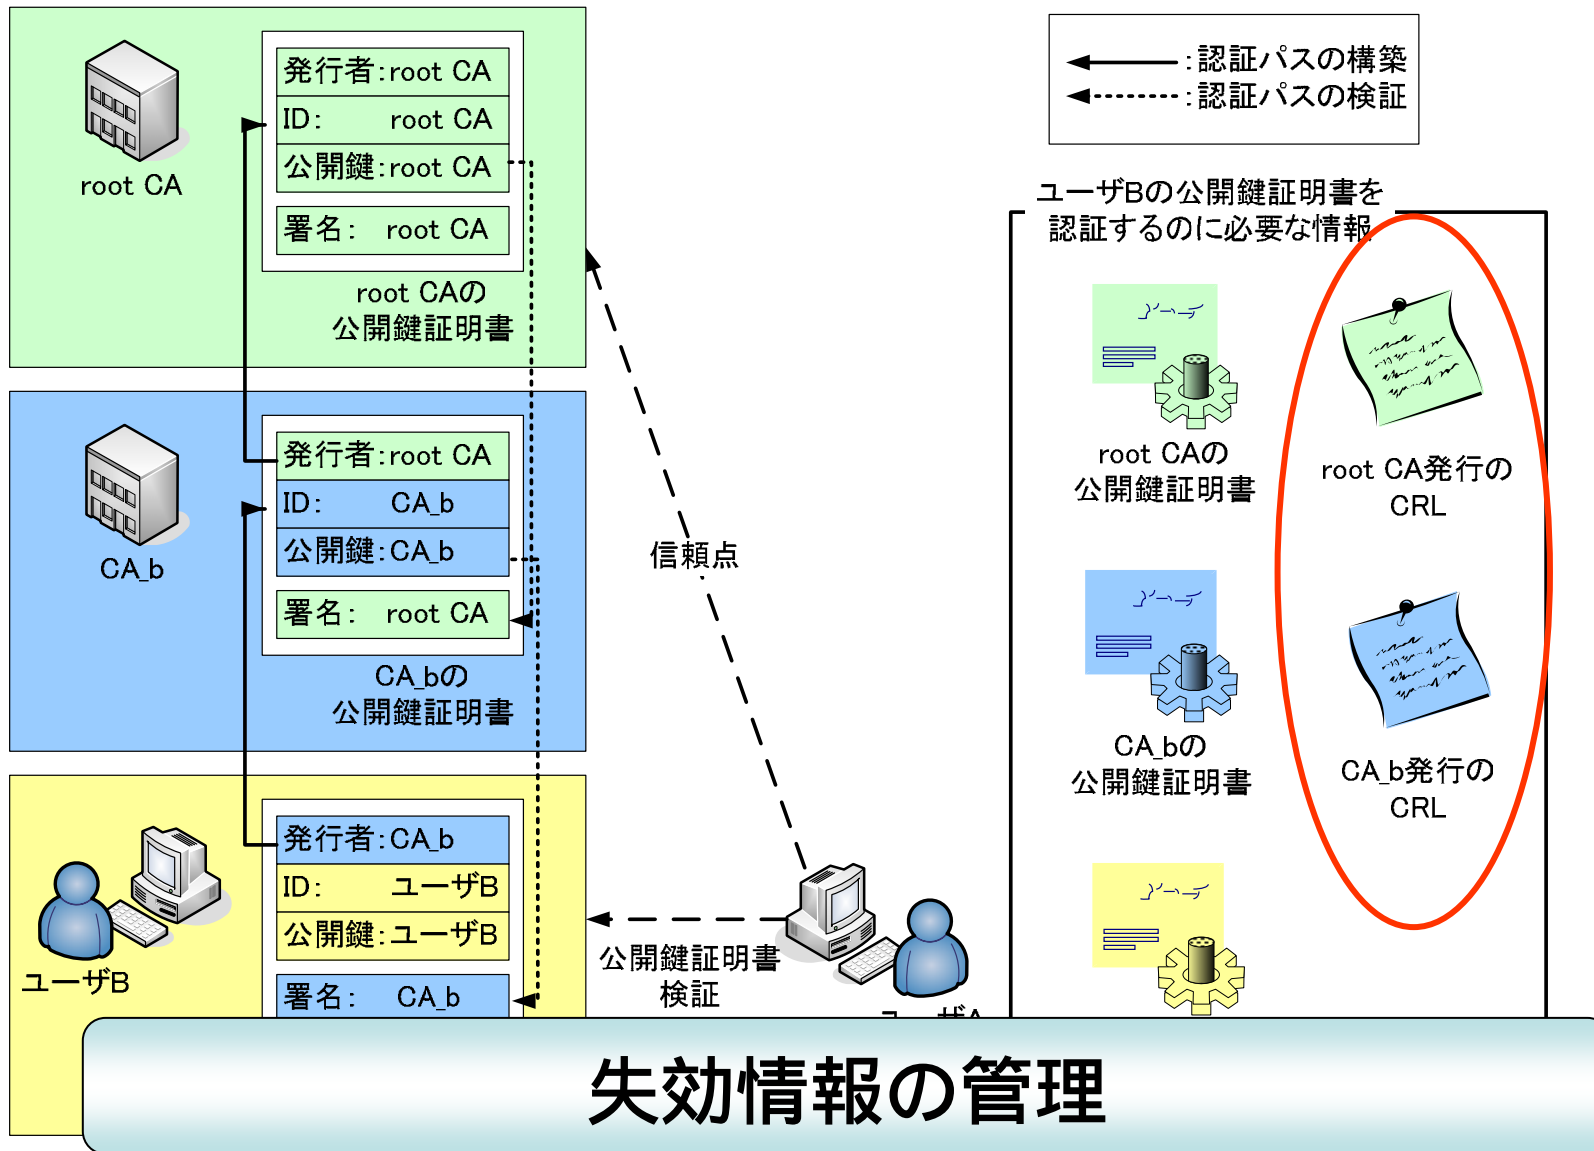 root CA
発行者:root CA
ID: root CA
公開鍵:root CA
署名: root CA
root CAの
公開鍵証明書
CA_b
発行者:root CA
ID: CA_b
公開鍵:CA_b
署名: root CA
CA_bの
公開鍵証明書
ユーザB
発行者:CA_b
ID: ユーザB
公開鍵:ユーザB
署名: CA_b
信頼点
公開鍵証明書
検証
ユーザA
:認証パスの構築
:認証パスの検証
ユーザBの公開鍵証明書を
認証するのに必要な情報
root CAの
公開鍵証明書
root CA発行の
CRL
CA_bの
公開鍵証明書
CA_b発行の
CRL
失効情報の管理